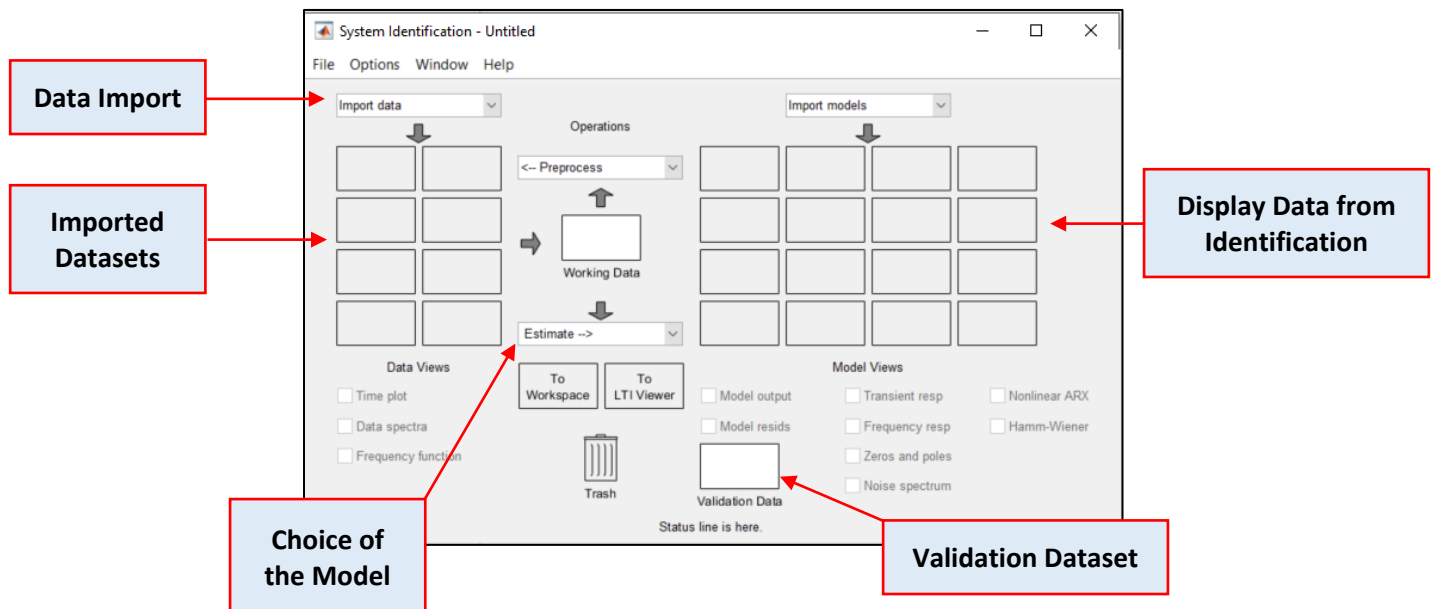 System Identification - Untitled
File Options Window Help
Data Import
Import data
Import models
Operations
<-- Preprocess
Imported
Datasets
Working Data
Display Data from
Identification
Estimate -->
Data Views
Time plot
Data spectra
Frequency function
To
Workspace
To
LTI Viewer
Trash
Model Views
Model output
Model resids
Transient resp
Frequency resp
Zeros and poles
Noise spectrum
Nonlinear ARX
Hamm-Wiener
Validation Data
Status line is here.
Choice of
the Model
Validation Dataset